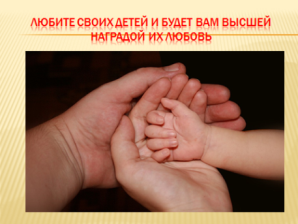 ЛЮБИТЕ СВОИХ ДЕТЕЙ И БУДЕТ ВАМ ВЫСШЕЙ
НАГРАДОЙ ИХ ЛЮБОВЬ